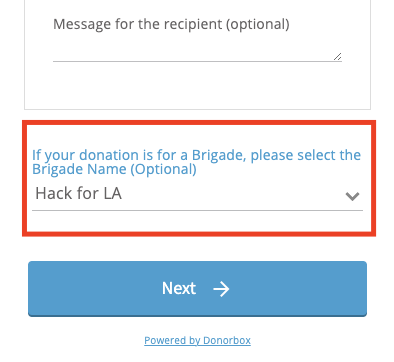 Message for the recipient (optional)
If your donation is for a Brigade, please select the
Brigade Name (Optional)
Hack for LA
Next
Powered by Donorbox